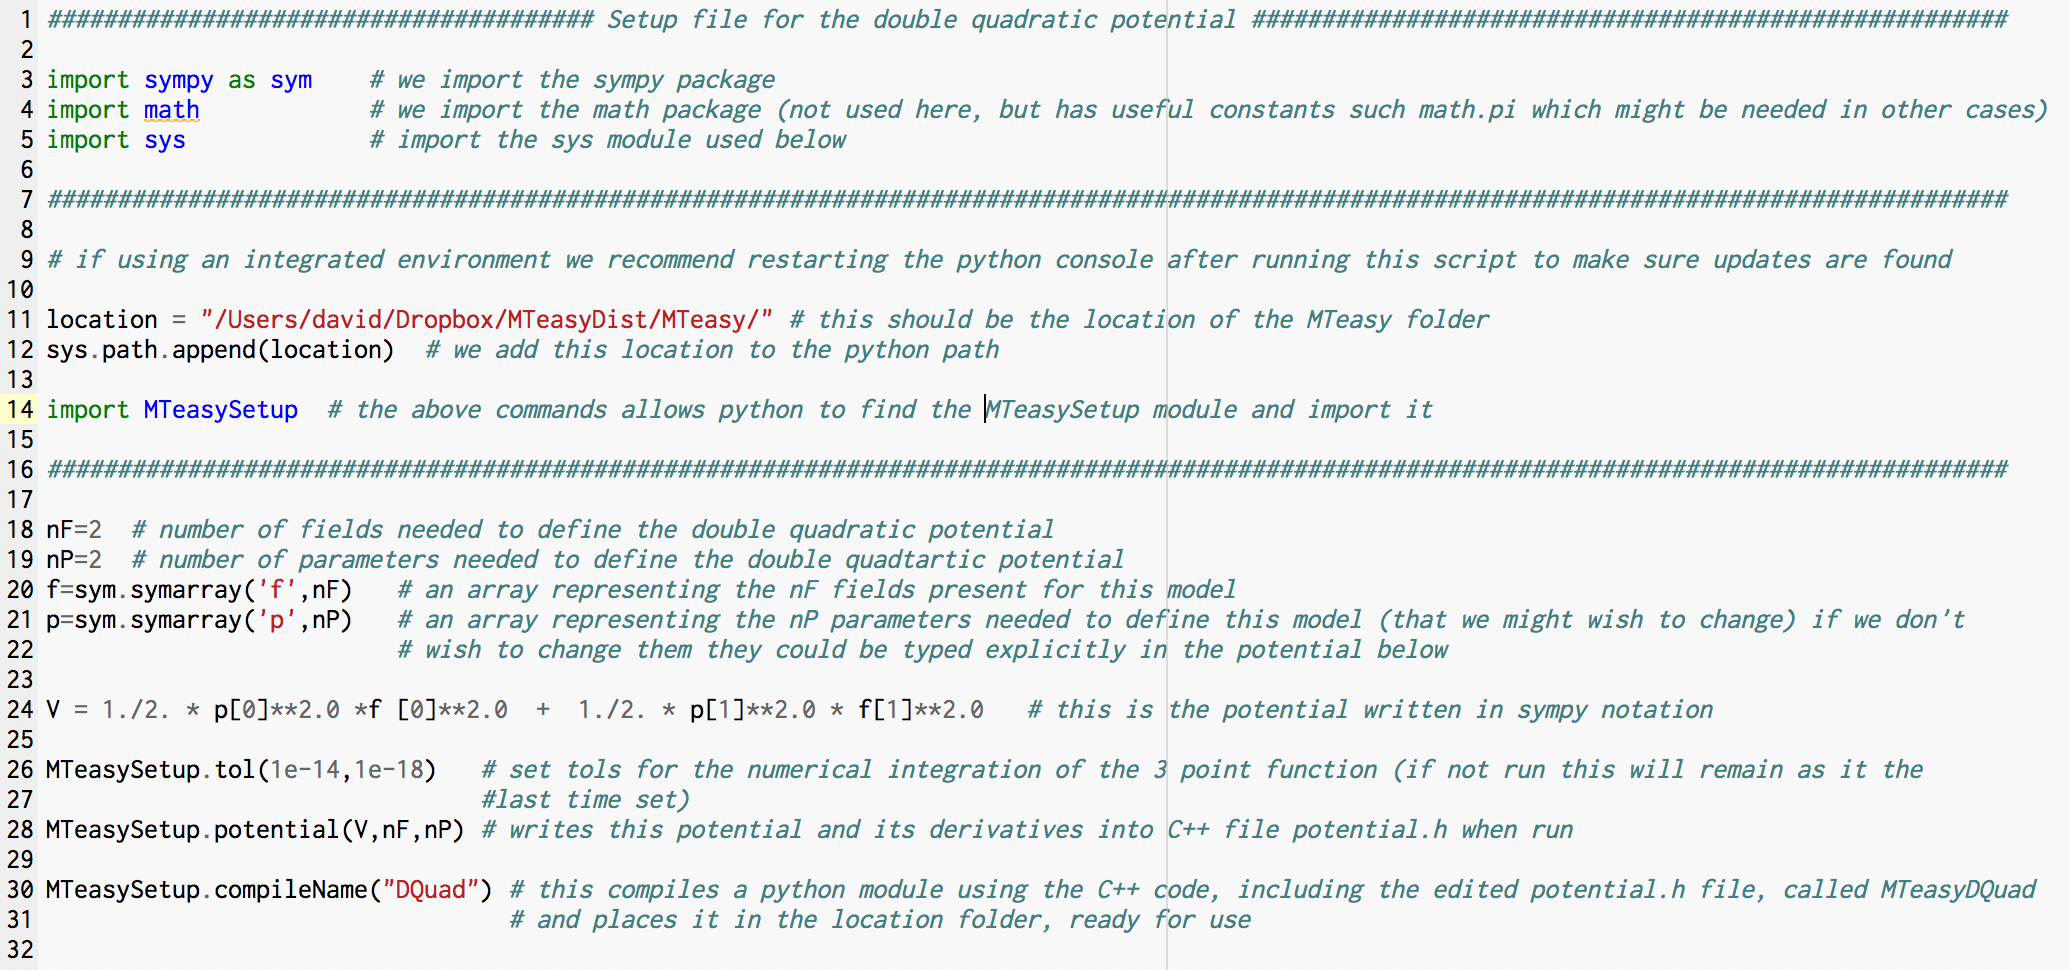 1 ####################################### Setup file for the double quadratic potential ######################################################
2
3 import sympy as sym    # we import the sympy package
4 import math            # we import the math package (not used here, but has useful constants such math.pi which might be needed in other cases)
5 import sys             # import the sys module used below
6
7 ############################################################################################################################################
8
9 # if using an integrated environment we recommend restarting the python console after running this script to make sure updates are found
10
11 location = "/Users/david/Dropbox/MTeasyDist/MTeasy/" # this should be the location of the MTeasy folder
12 sys.path.append(location)  # we add this location to the python path
13
14 import MTeasySetup  # the above commands allows python to find the MTeasySetup module and import it
15
16 ############################################################################################################################################
17
18 nF=2  # number of fields needed to define the double quadratic potential
19 nP=2  # number of parameters needed to define the double quadtartic potential
20 f=sym.symarray('f',nF)   # an array representing the nF fields present for this model
21 p=sym.symarray('p',nP)   # an array representing the nP parameters needed to define this model (that we might wish to change) if we don't
22                          # wish to change them they could be typed explicitly in the potential below
23
24 V = 1./2. * p[0]**2.0 *f [0]**2.0  +  1./2. * p[1]**2.0 * f[1]**2.0   # this is the potential written in sympy notation
25
26 MTeasySetup.tol(1e-14,1e-18)   # set tols for the numerical integration of the 3 point function (if not run this will remain as it the
27                                #last time set)
28 MTeasySetup.potential(V,nF,nP) # writes this potential and its derivatives into C++ file potential.h when run
29
30 MTeasySetup.compileName("DQuad") # this compiles a python module using the C++ code, including the edited potential.h file, called MTeasyDQuad
31                                  # and places it in the location folder, ready for use
32